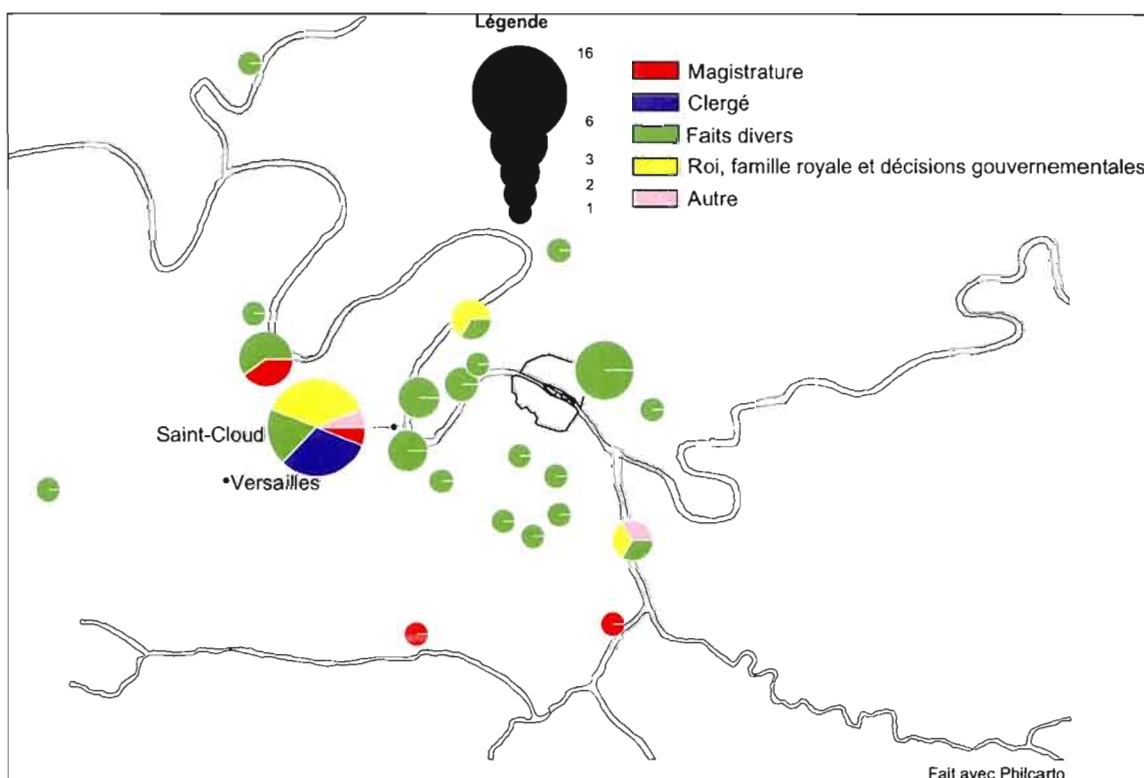 Légende
16
6
3
2
1
Magistrature
Clergé
Faits divers
Roi, famille royale et décisions gouvernementales
Autre
Saint-Cloud
Versailles
Fait avec Philcarto